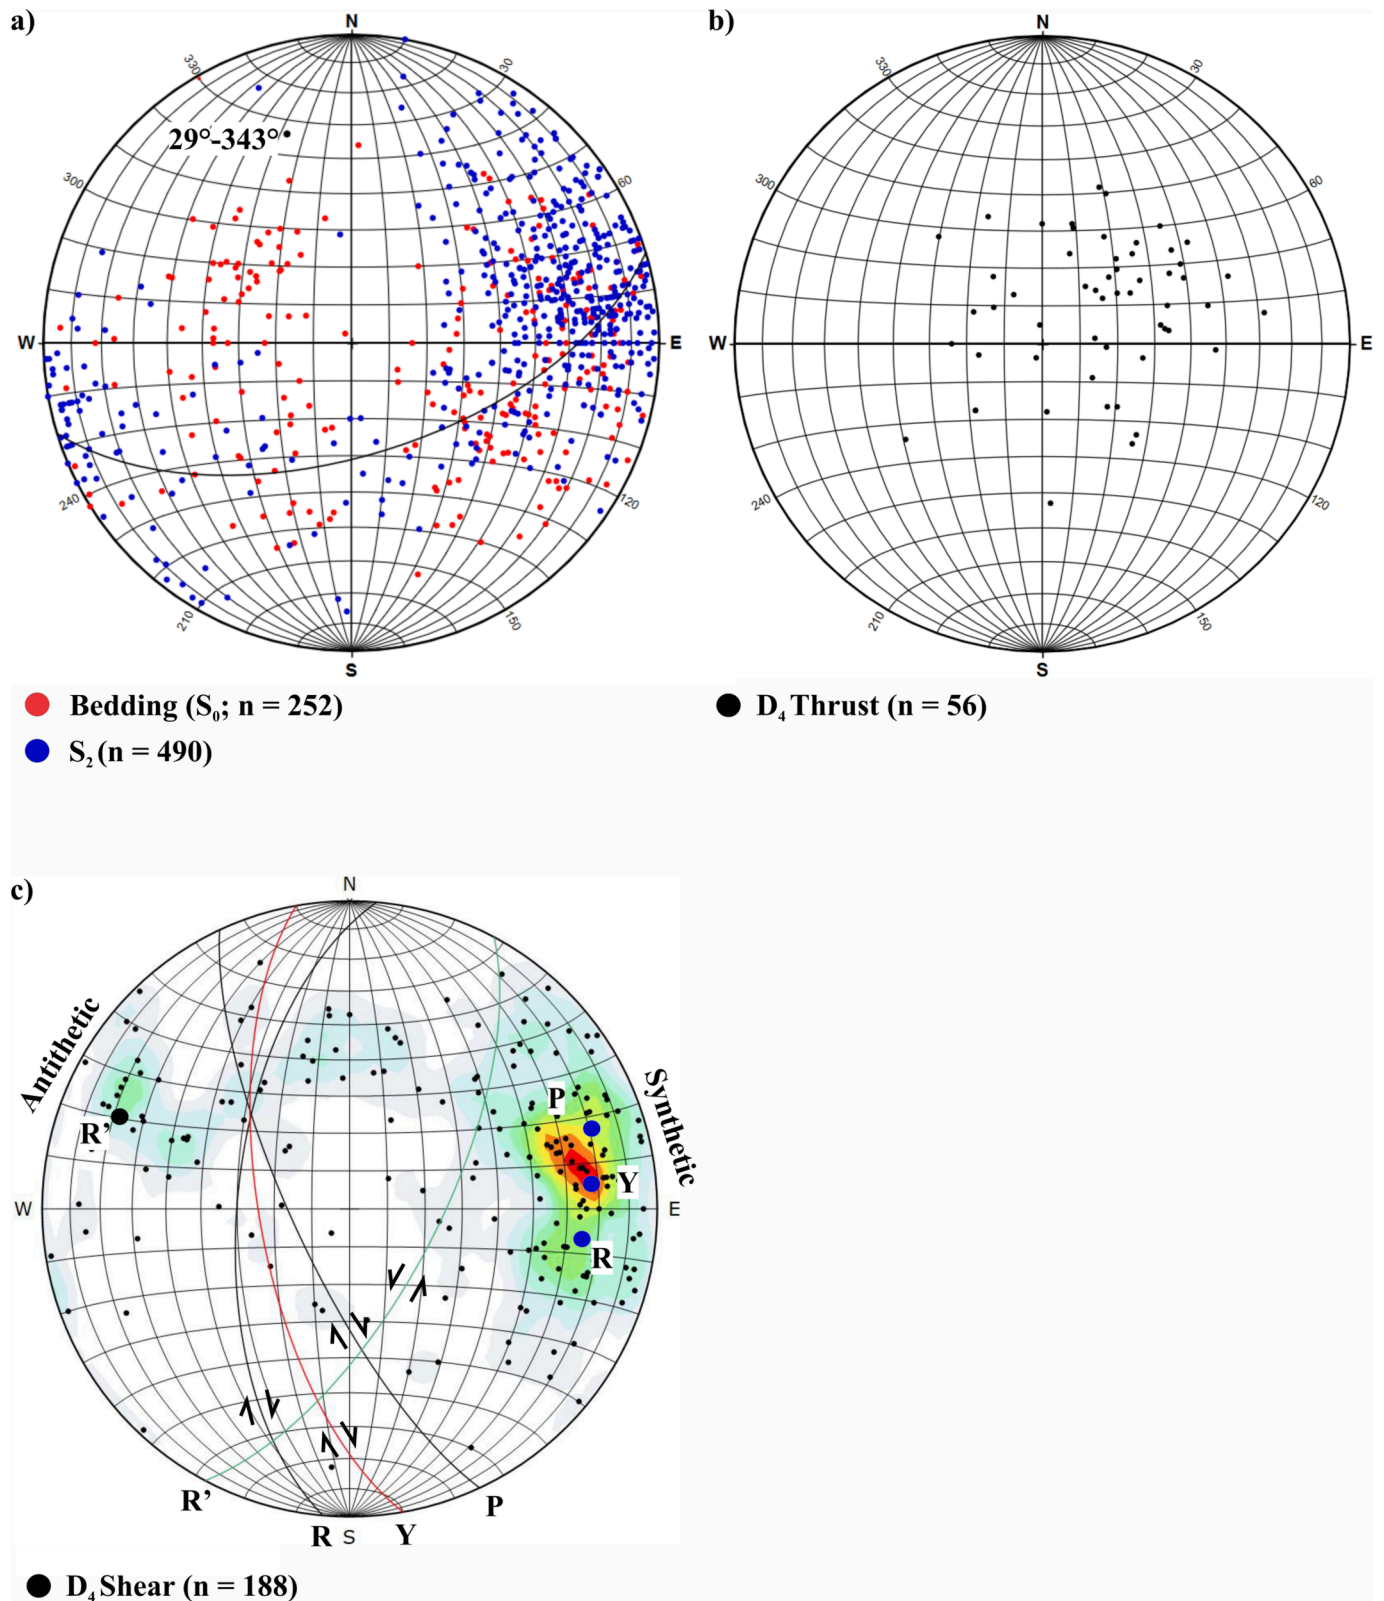 a)
N
330
30
29°-343°
300
60
W
E
240
120
210
150
S
Bedding (S₀; n = 252)
S₂ (n = 490)
b)
N
330
30
300
60
W
E
240
120
210
150
S
D₄ Thrust (n = 56)
c)
N
Antithetic
Synthetic
P
R’
Y
W
E
R
R’
P
R
S
Y
D₄ Shear (n = 188)